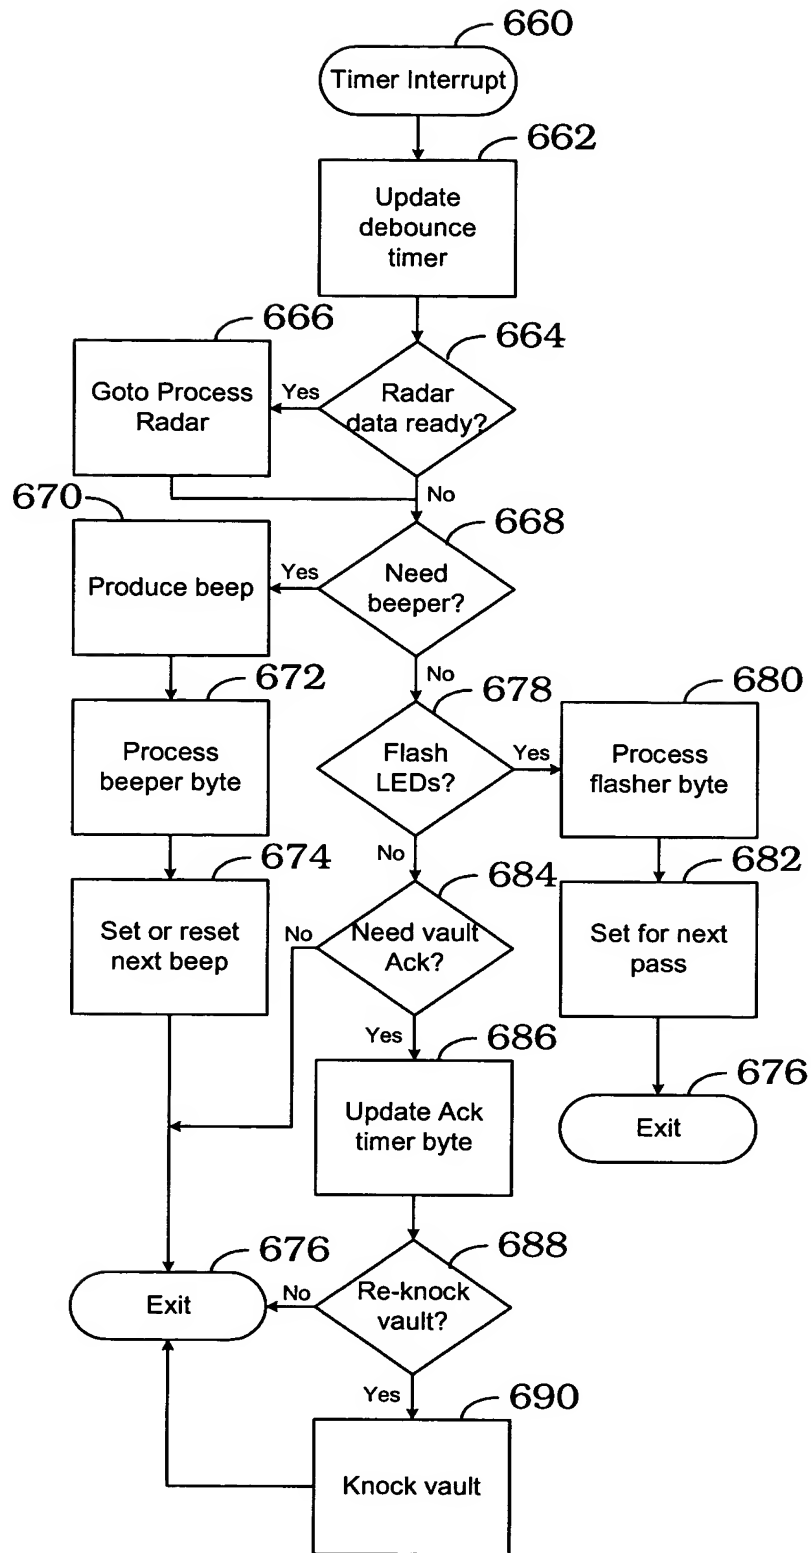 660
Timer Interrupt
662
Update
debounce
timer
666
664
Goto Process
Radar
Yes
Radar
data ready?
No
670
668
Produce beep
Yes
Need
beeper?
No
672
678
680
Process
beeper byte
Flash
LEDs?
Yes
Process
flasher byte
No
674
684
682
Set or reset
next beep
No
Need vault
Ack?
Set for next
pass
Yes
686
676
Update Ack
timer byte
Exit
676
688
Exit
No
Re-knock
vault?
Yes
690
Knock vault